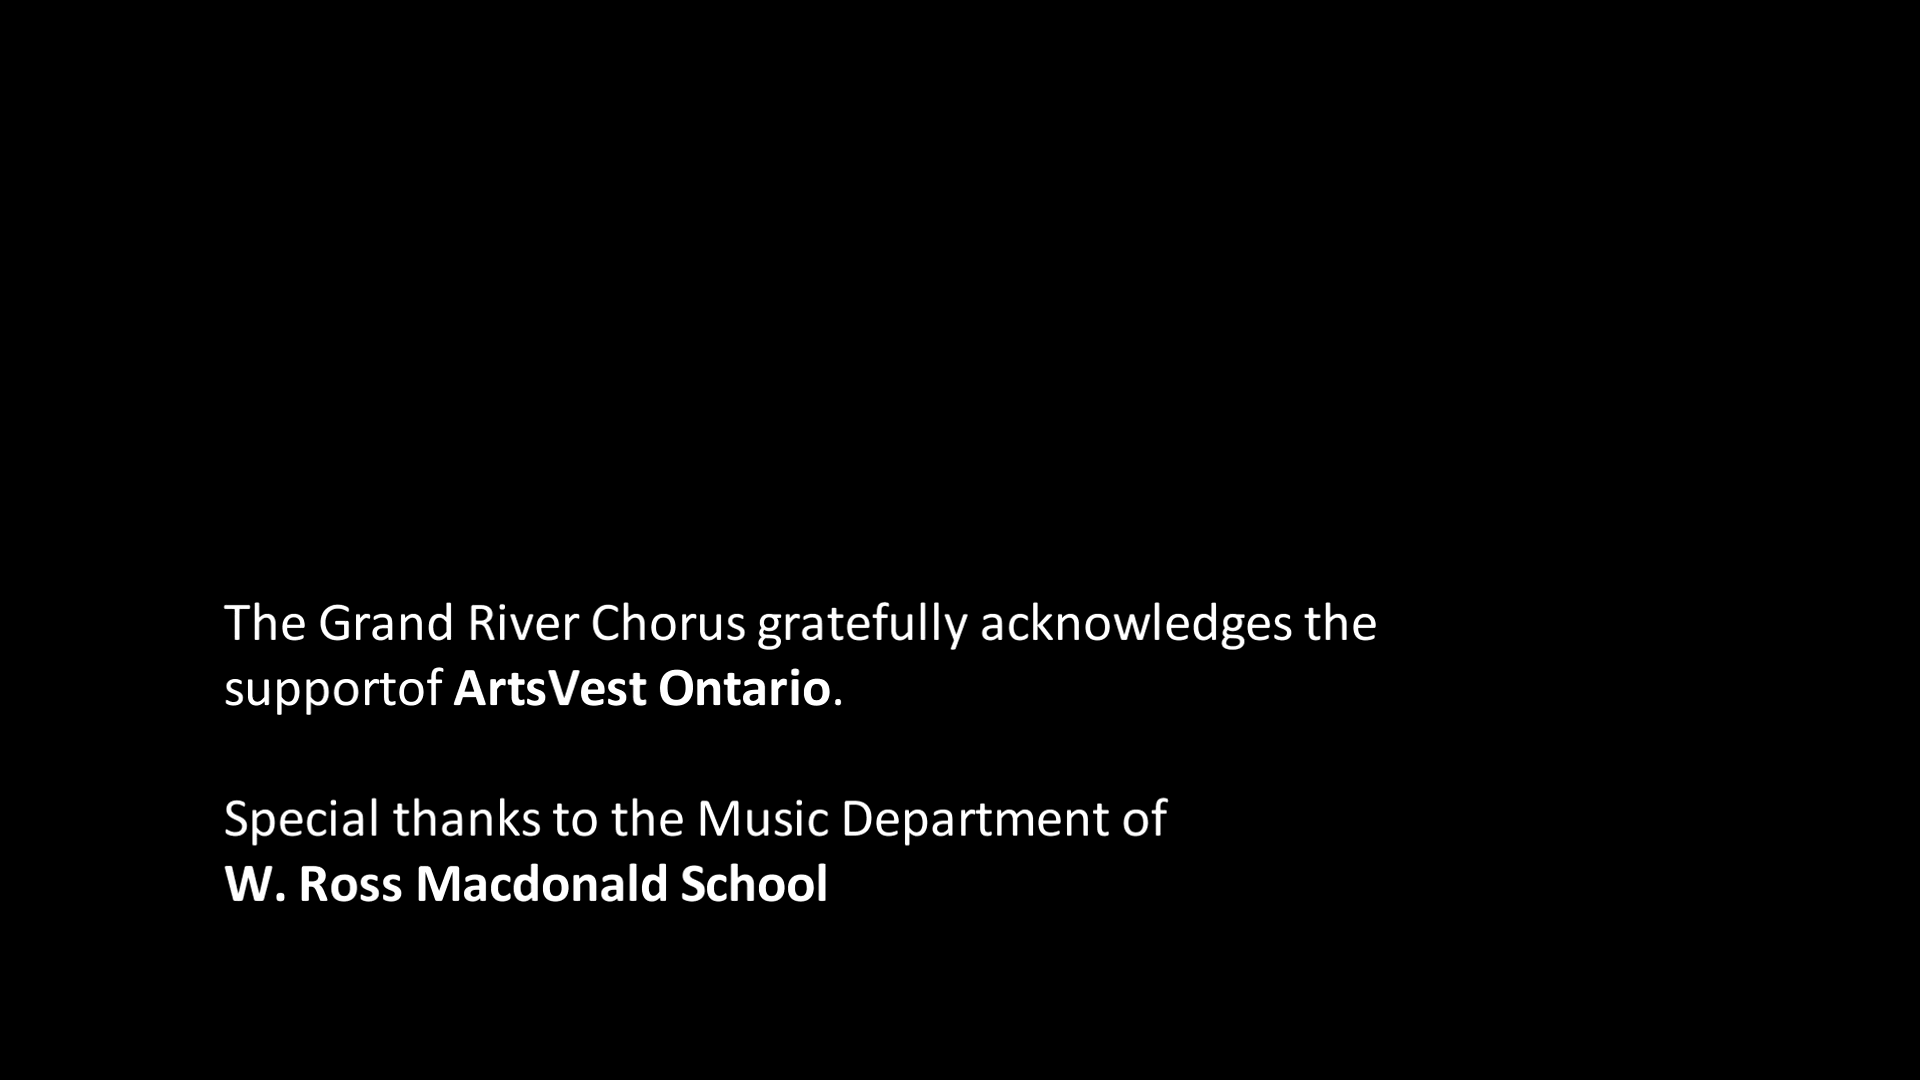 The Grand River Chorus gratefully acknowledges the
supportof ArtsVest Ontario.
Special thanks to the Music Department of
W. Ross Macdonald School